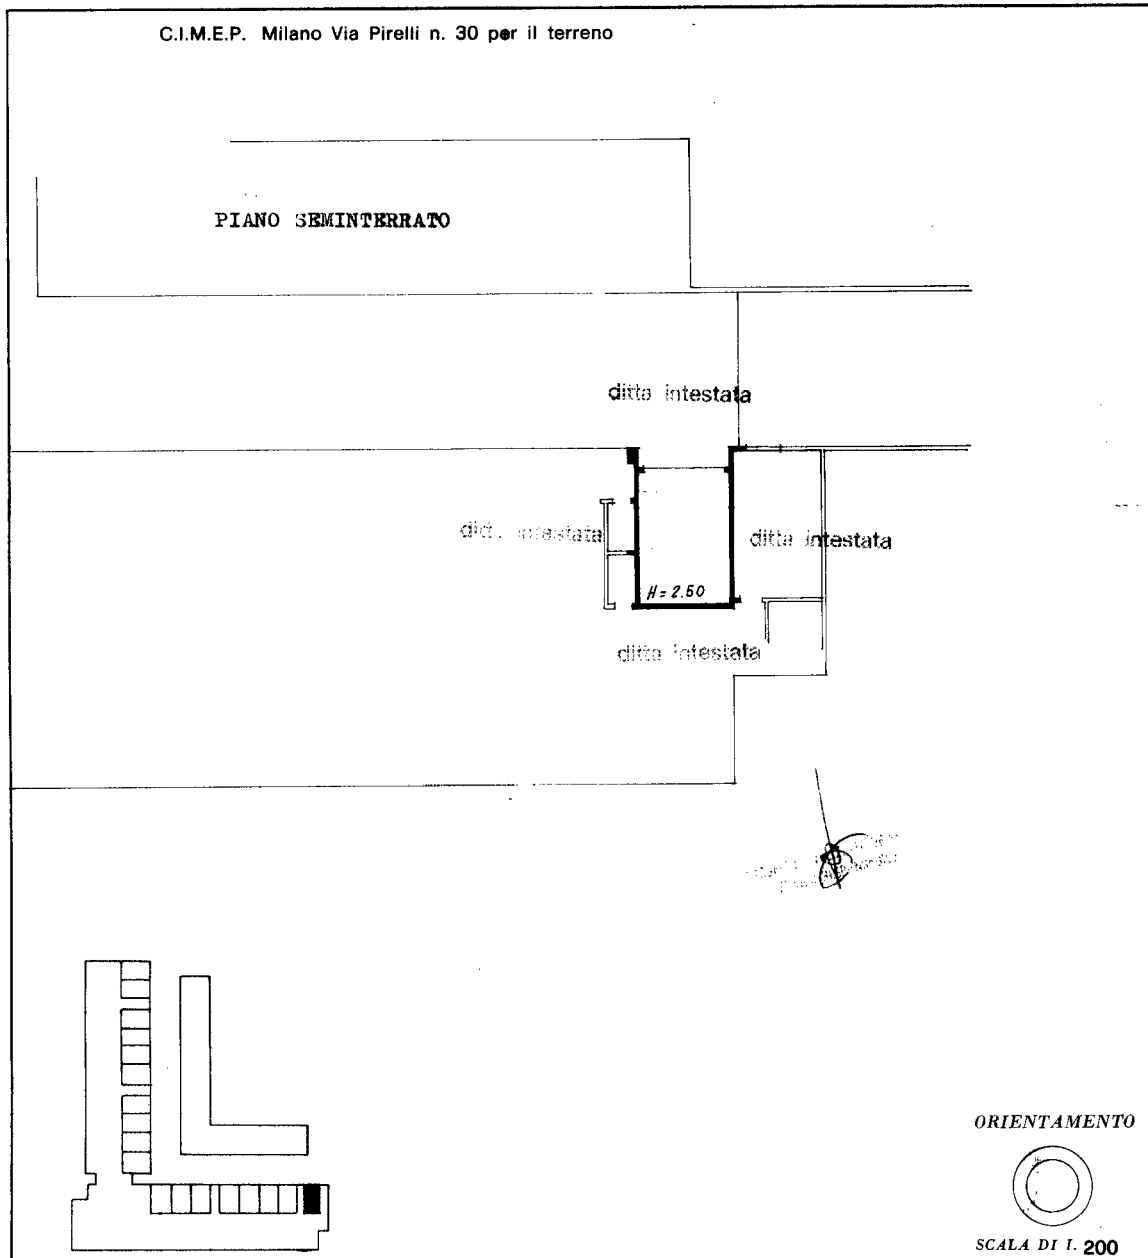 C.I.M.E.P. Milano Via Pirelli n. 30 per il terreno
PIANO SEMINTERRATO
ditta intestata
intestata
ditta intestata
H = 2.50
ditta intestata
ORIENTAMENTO
SCALA DI 1. 200